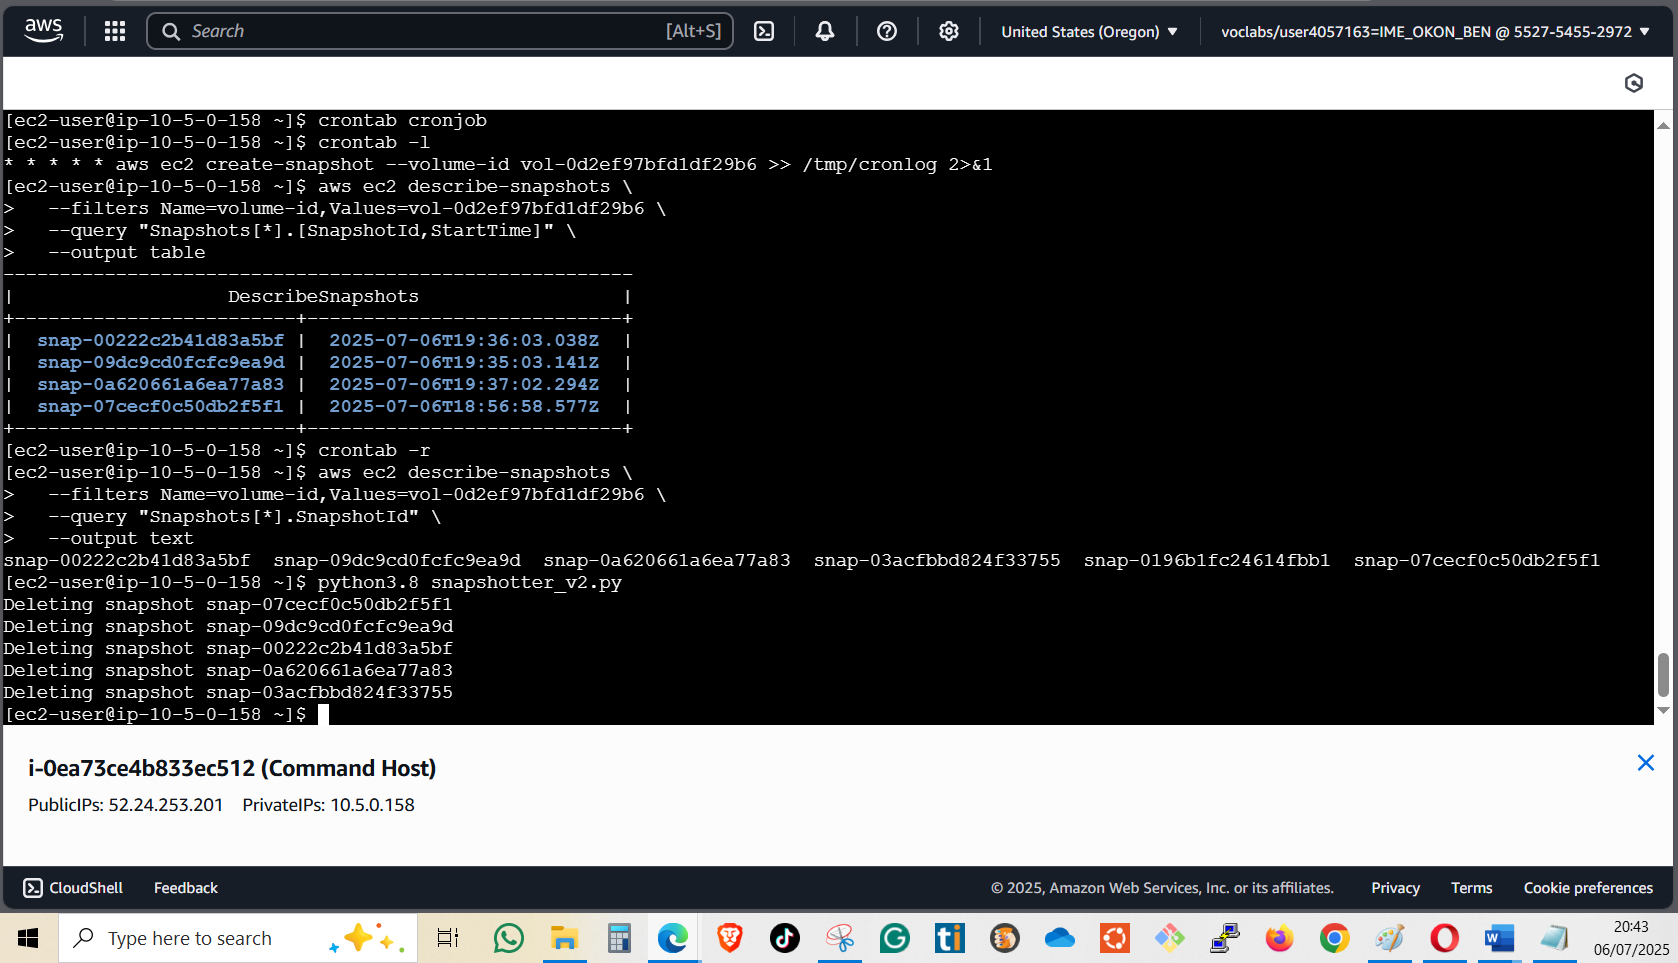 aws
Search
[Alt+S]
United States (Oregon) ▼
voclabs/user4057163=IME_OKON_BEN @ 5527-5455-2972 ▼
[ec2-user@ip-10-5-0-158 ~]$ crontab cronjob
[ec2-user@ip-10-5-0-158 ~]$ crontab -l
* * * * * aws ec2 create-snapshot --volume-id vol-0d2ef97bfd1df29b6 >> /tmp/cronlog 2>&1
[ec2-user@ip-10-5-0-158 ~]$ aws ec2 describe-snapshots \
>   --filters Name=volume-id,Values=vol-0d2ef97bfd1df29b6 \
>   --query "Snapshots[*].[SnapshotId,StartTime]" \
>   --output table
--------------------------------------------------------
|                   DescribeSnapshots                  |
+-------------------------+----------------------------+
|  snap-00222c2b41d83a5bf |  2025-07-06T19:36:03.038Z  |
|  snap-09dc9cd0fcfc9ea9d |  2025-07-06T19:35:03.141Z  |
|  snap-0a620661a6ea77a83 |  2025-07-06T19:37:02.294Z  |
|  snap-07cecf0c50db2f5f1 |  2025-07-06T18:56:58.577Z  |
+-------------------------+----------------------------+
[ec2-user@ip-10-5-0-158 ~]$ crontab -r
[ec2-user@ip-10-5-0-158 ~]$ aws ec2 describe-snapshots \
>   --filters Name=volume-id,Values=vol-0d2ef97bfd1df29b6 \
>   --query "Snapshots[*].SnapshotId" \
>   --output text
snap-00222c2b41d83a5bf  snap-09dc9cd0fcfc9ea9d  snap-0a620661a6ea77a83  snap-03acfbbd824f33755  snap-0196b1fc24614fbb1  snap-07cecf0c50db2f5f1
[ec2-user@ip-10-5-0-158 ~]$ python3.8 snapshotter_v2.py
Deleting snapshot snap-07cecf0c50db2f5f1
Deleting snapshot snap-09dc9cd0fcfc9ea9d
Deleting snapshot snap-00222c2b41d83a5bf
Deleting snapshot snap-0a620661a6ea77a83
Deleting snapshot snap-03acfbbd824f33755
[ec2-user@ip-10-5-0-158 ~]$
i-0ea73ce4b833ec512 (Command Host)
PublicIPs: 52.24.253.201    PrivateIPs: 10.5.0.158
CloudShell    Feedback    © 2025, Amazon Web Services, Inc. or its affiliates.    Privacy    Terms    Cookie preferences
Type here to search
ti
W
20:43
06/07/2025